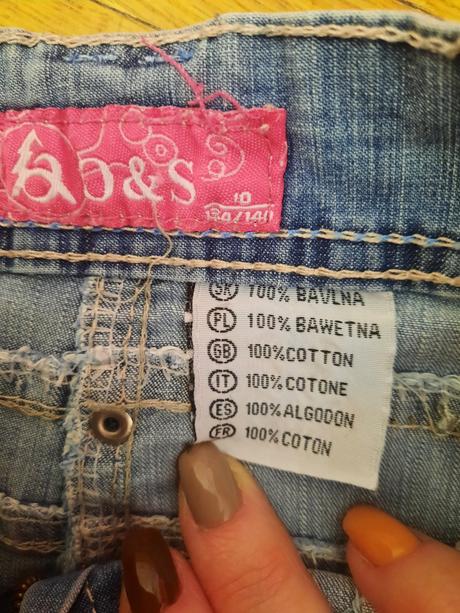 &S
10
134/140
SK 100% BAVLNA
PL 100% BAWEŁNA
GB 100% COTTON
IT 100% COTONE
ES 100% ALGODON
FR 100% COTON